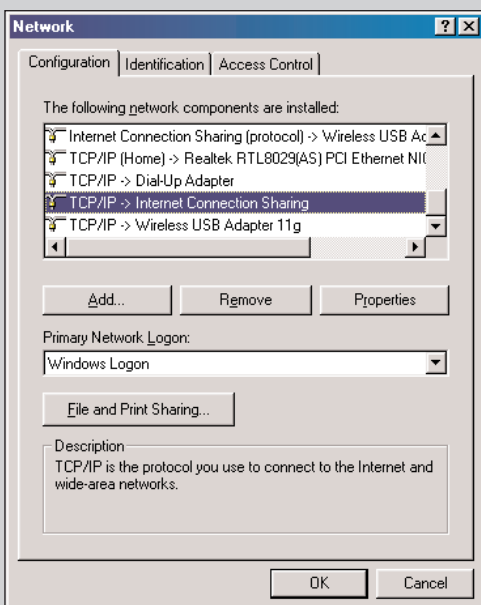 Network
Configuration Identification Access Control
The following network components are installed:
Internet Connection Sharing (protocol) -> Wireless USB
TCP/IP (Home) -> Realtek RTL8029(AS) PCI Ethernet
TCP/IP -> Dial-Up Adapter
TCP/IP -> Internet Connection Sharing
TCP/IP -> Wireless USB Adapter 11g
Add... Remove Properties
Primary Network Logon:
Windows Logon
File and Print Sharing...
Description
TCP/IP is the protocol you use to connect to the Internet and
wide-area networks.
OK Cancel